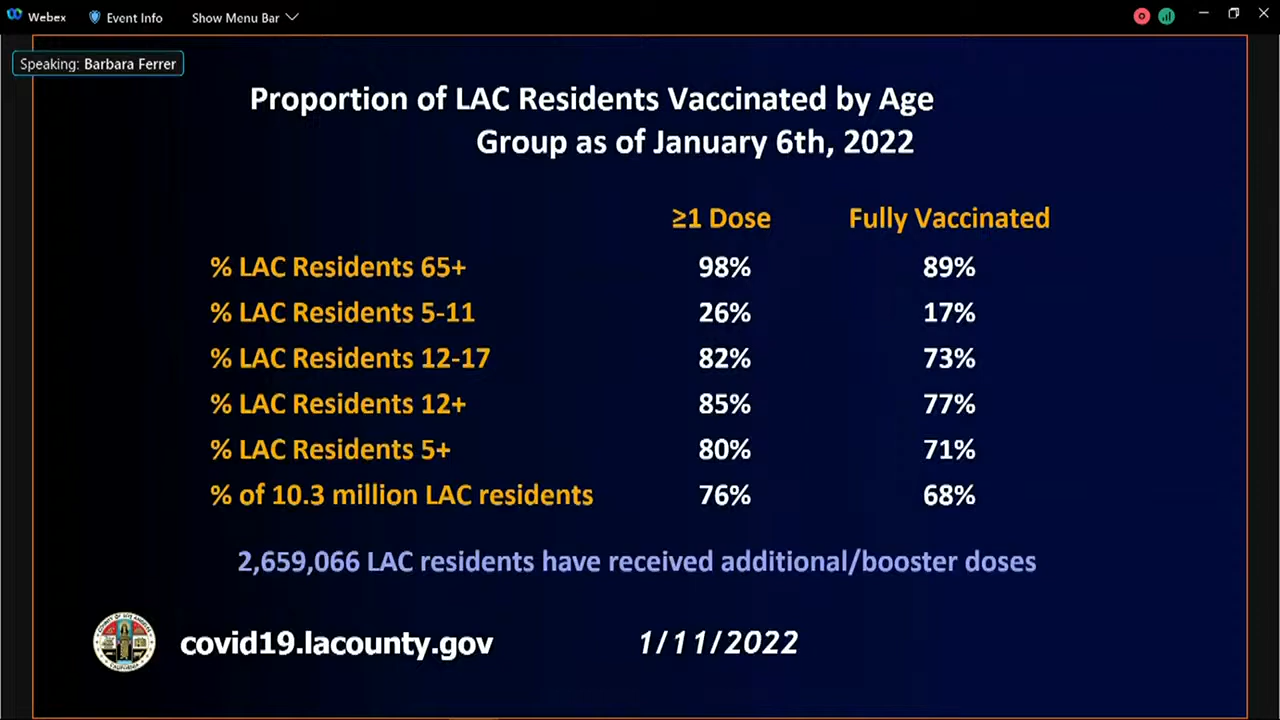 Webex Event Info Show Menu Bar
Speaking: Barbara Ferrer
Proportion of LAC Residents Vaccinated by Age
Group as of January 6th, 2022
≥1 Dose Fully Vaccinated
% LAC Residents 65+ 98% 89%
% LAC Residents 5-11 26% 17%
% LAC Residents 12-17 82% 73%
% LAC Residents 12+ 85% 77%
% LAC Residents 5+ 80% 71%
% of 10.3 million LAC residents 76% 68%
2,659,066 LAC residents have received additional/booster doses
covid19.lacounty.gov 1/11/2022